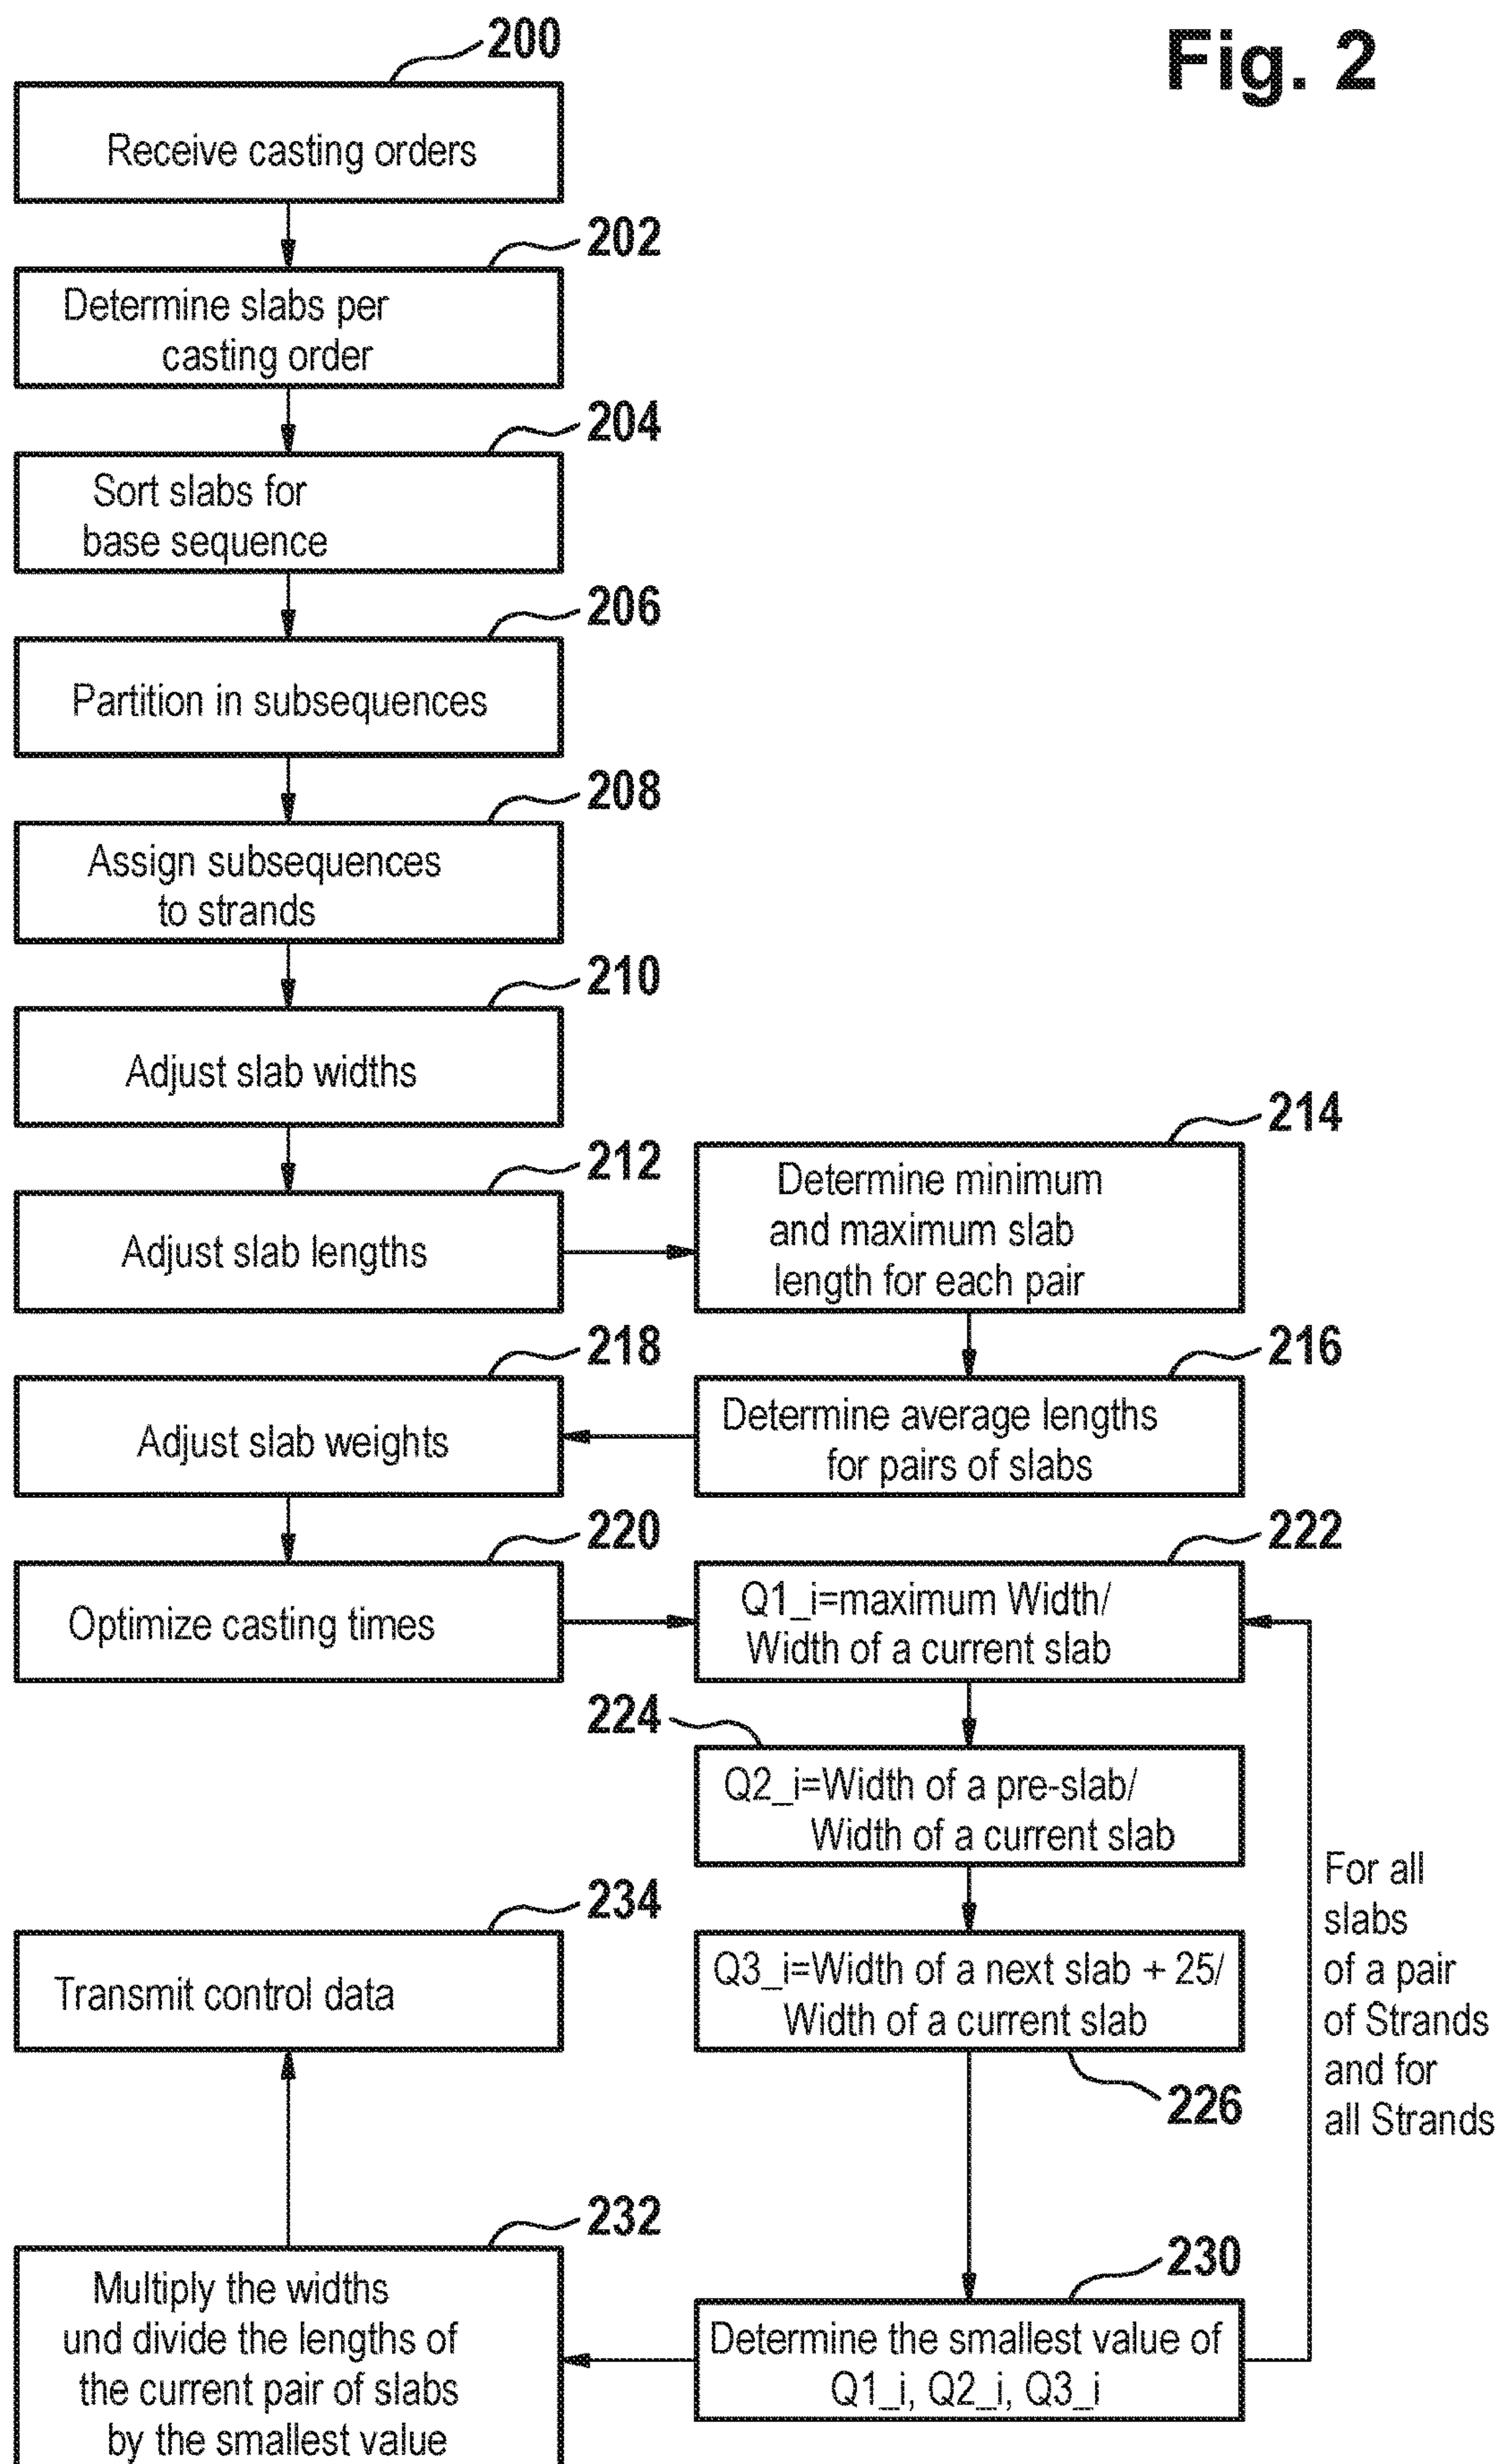 Fig. 2
200
Receive casting orders
202
Determine slabs per
casting order
204
Sort slabs for
base sequence
206
Partition in subsequences
208
Assign subsequences
to strands
210
Adjust slab widths
212
Adjust slab lengths
214
Determine minimum
and maximum slab
length for each pair
216
Determine average lengths
for pairs of slabs
218
Adjust slab weights
220
Optimize casting times
222
Q1_i=maximum Width/
Width of a current slab
224
Q2_i=Width of a pre-slab/
Width of a current slab
226
Q3_i=Width of a next slab + 25/
Width of a current slab
For all
slabs
of a pair
of Strands
and for
all Strands
230
Determine the smallest value of
Q1_i, Q2_i, Q3_i
232
Multiply the widths
und divide the lengths of
the current pair of slabs
by the smallest value
234
Transmit control data